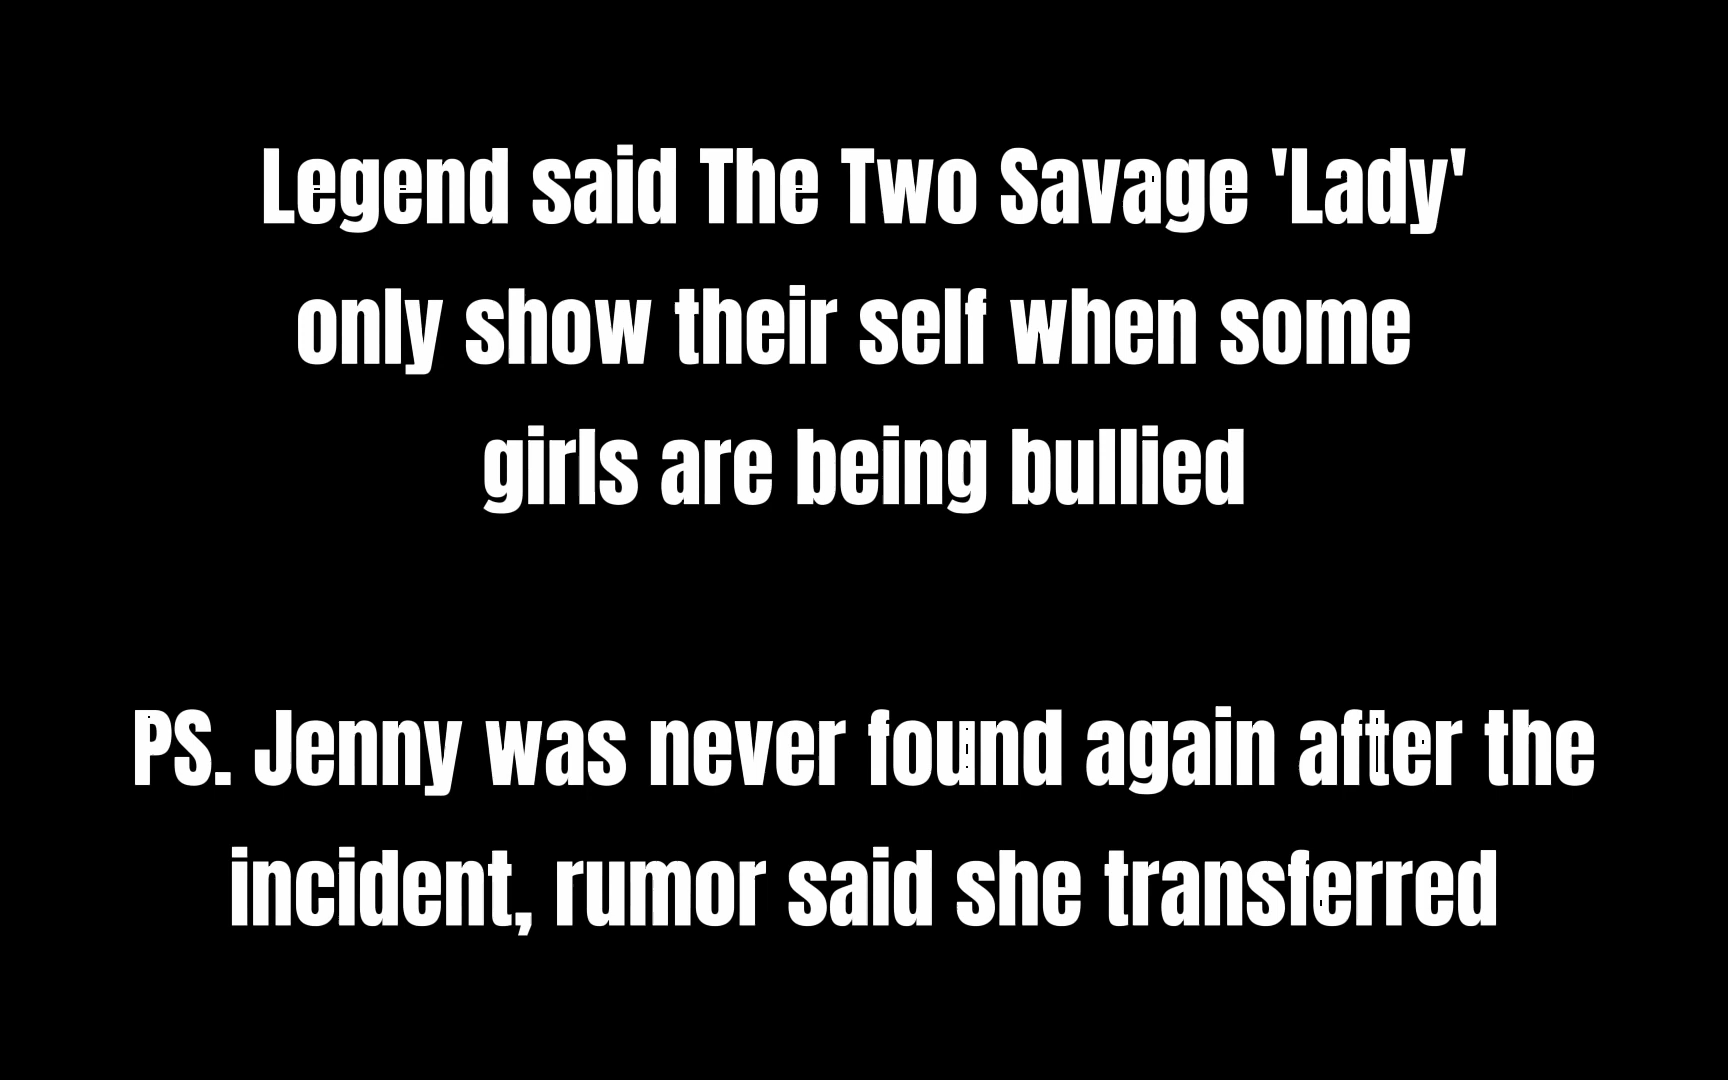 Legend said The Two Savage 'Lady'
only show their self when some
girls are being bullied
PS. Jenny was never found again after the
incident, rumor said she transferred